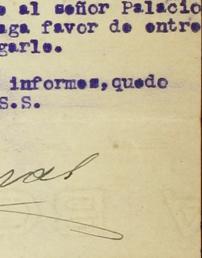 al señor Palacio
aga favor de entre
garle.
informes,quedo
S.S.